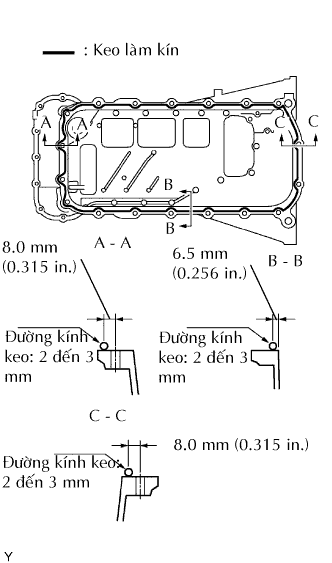 : Keo làm kín
A
A
C
C
B
B
8.0 mm
(0.315 in.)
A - A
6.5 mm
(0.256 in.)
B - B
Đường kính
keo: 2 đến 3
mm
Đường kính
keo: 2 đến 3
mm
C - C
8.0 mm (0.315 in.)
Đường kính keo:
2 đến 3 mm
Y